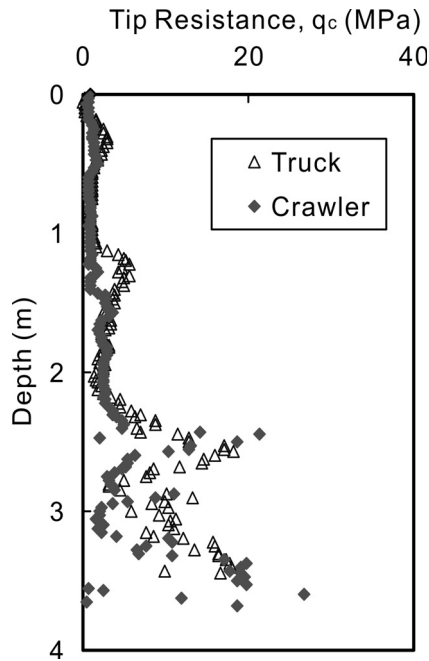 Tip Resistance, qc (MPa)
0 20 40
0
Truck
Crawler
1
Depth (m)
2
3
4